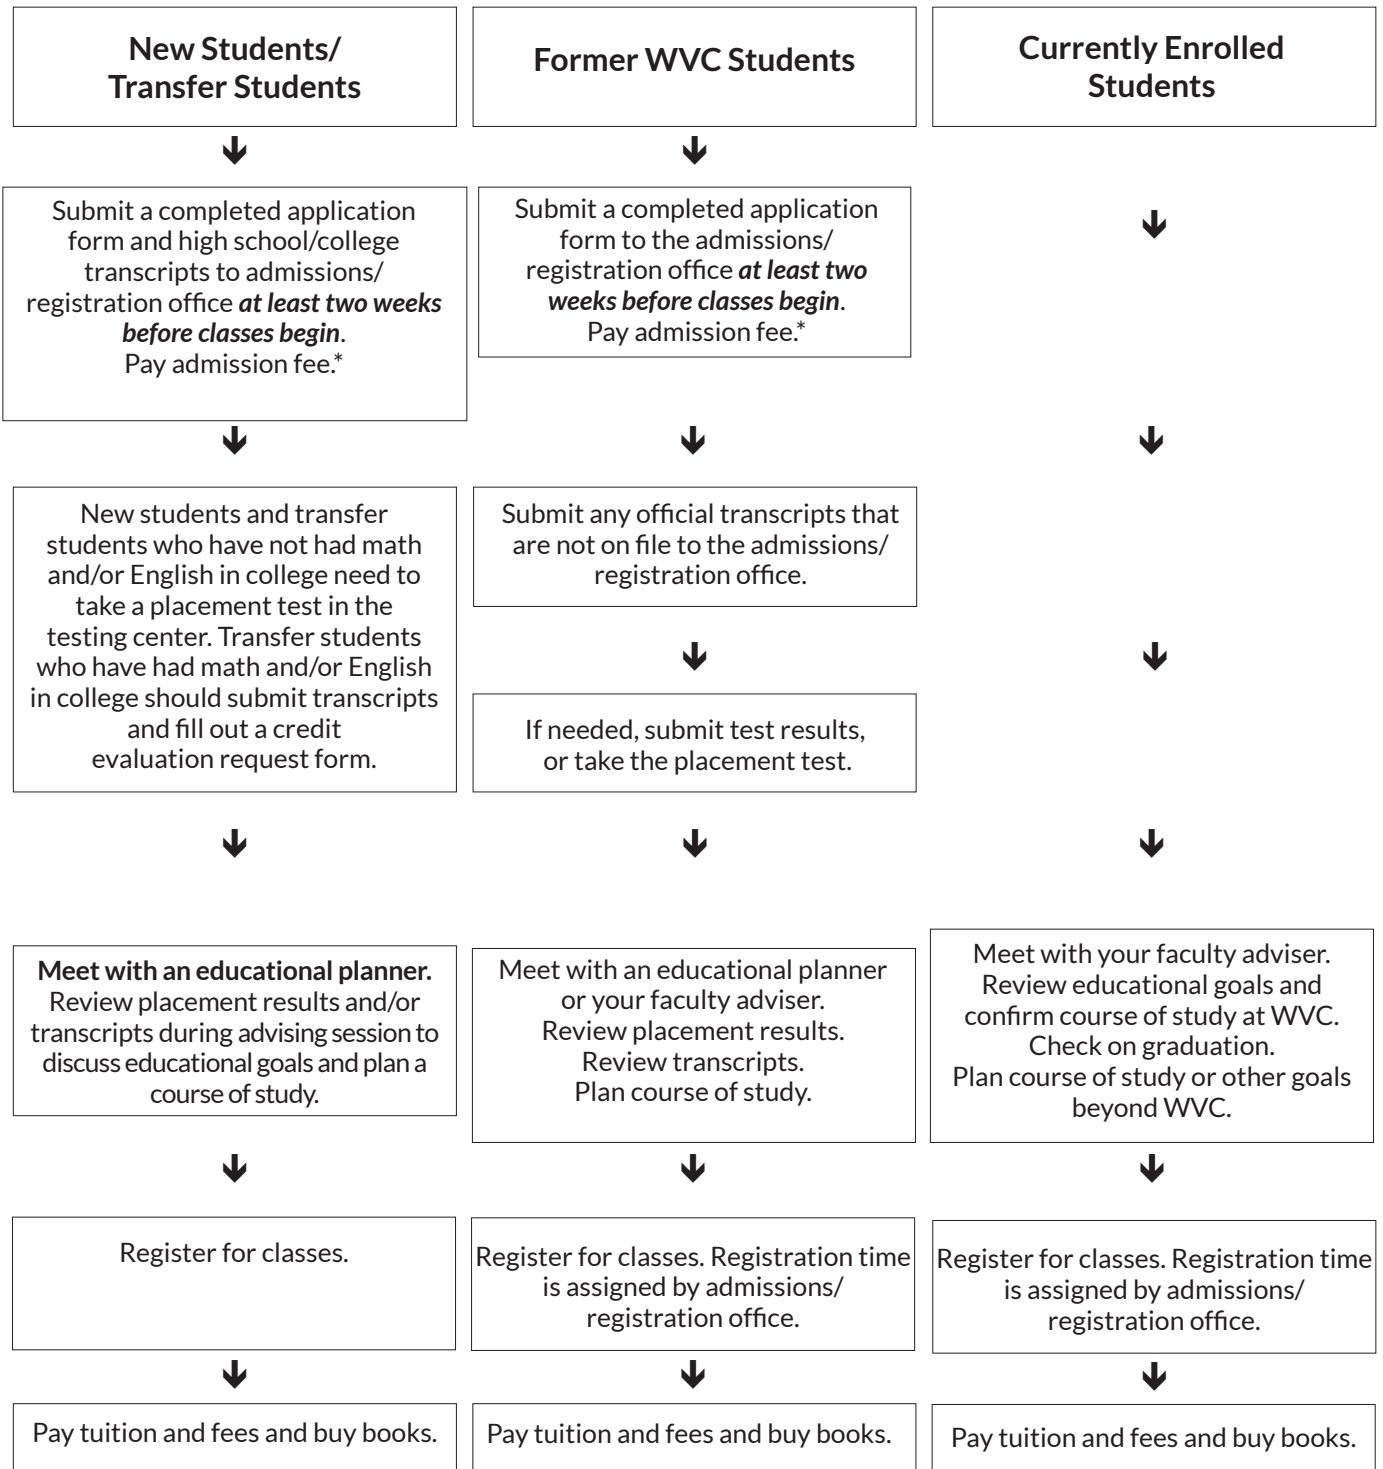 New Students/
Transfer Students
Submit a completed application
form and high school/college
transcripts to admissions/
registration office at least two weeks
before classes begin.
Pay admission fee.*
New students and transfer
students who have not had math
and/or English in college need to
take a placement test in the
testing center. Transfer students
who have had math and/or English
in college should submit transcripts
and fill out a credit
evaluation request form.
Meet with an educational planner.
Review placement results and/or
transcripts during advising session to
discuss educational goals and plan a
course of study.
Register for classes.
Pay tuition and fees and buy books.
Former WVC Students
Submit a completed application
form to the admissions/
registration office at least two
weeks before classes begin.
Pay admission fee.*
Submit any official transcripts that
are not on file to the admissions/
registration office.
If needed, submit test results,
or take the placement test.
Meet with an educational planner
or your faculty adviser.
Review placement results.
Review transcripts.
Plan course of study.
Register for classes. Registration time
is assigned by admissions/
registration office.
Pay tuition and fees and buy books.
Currently Enrolled
Students
Meet with your faculty adviser.
Review educational goals and
confirm course of study at WVC.
Check on graduation.
Plan course of study or other goals
beyond WVC.
Register for classes. Registration time
is assigned by admissions/
registration office.
Pay tuition and fees and buy books.